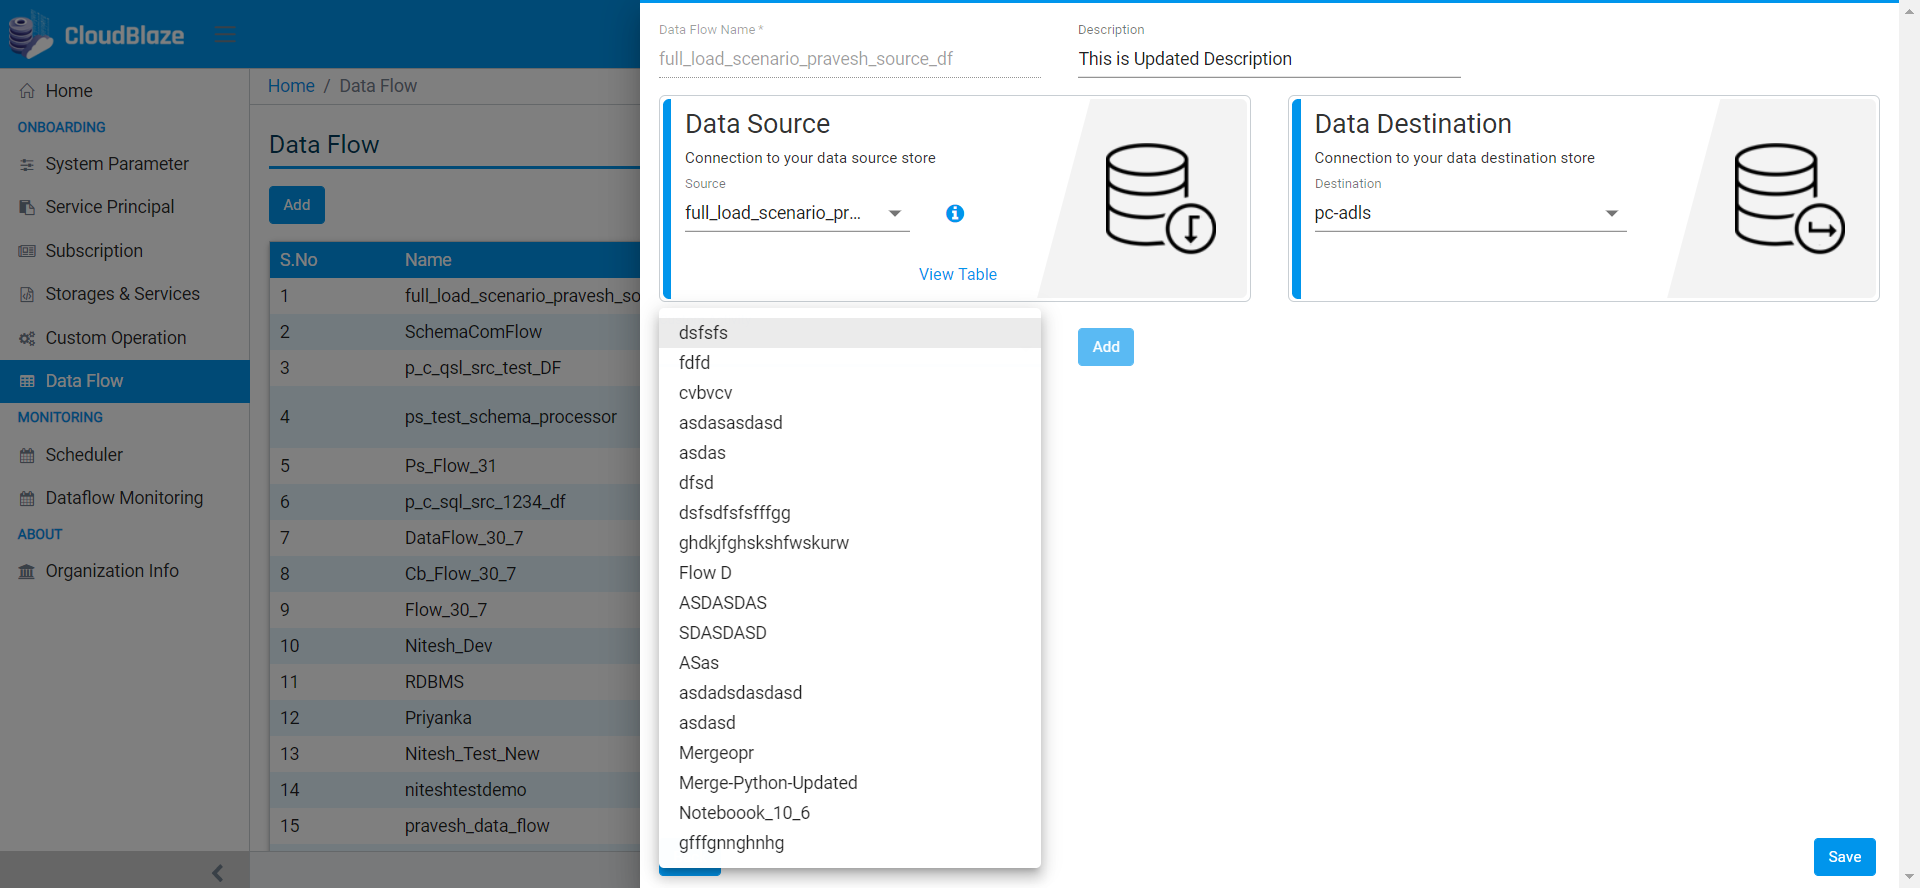 CloudBlaze
Home
ONBOARDING
System Parameter
Service Principal
Subscription
Storages & Services
Custom Operation
Data Flow
MONITORING
Scheduler
Dataflow Monitoring
ABOUT
Organization Info
Home / Data Flow
Data Flow
Add
S.No Name
1 full_load_scenario_pravesh_so
2 SchemaComFlow
3 p_c_qsl_src_test_DF
4 ps_test_schema_processor
5 Ps_Flow_31
6 p_c_sql_src_1234_df
7 DataFlow_30_7
8 Cb_Flow_30_7
9 Flow_30_7
10 Nitesh_Dev
11 RDBMS
12 Priyanka
13 Nitesh_Test_New
14 niteshtestdemo
15 pravesh_data_flow
Data Flow Name *
full_load_scenario_pravesh_source_df
Description
This is Updated Description
Data Source
Connection to your data source store
Source
full_load_scenario_pr...
View Table
Data Destination
Connection to your data destination store
Destination
pc-adls
dsfsfs
fdfd
cvbvcv
asdasasdasd
asdas
dfsd
dsfsdfsfsfffgg
ghdkjfghskshfwskurw
Flow D
ASDASDAS
SDASDASD
ASas
asdadsdasdasd
asdasd
Mergeopr
Merge-Python-Updated
Noteboook_10_6
gfffgnnghnhg
Add
Save